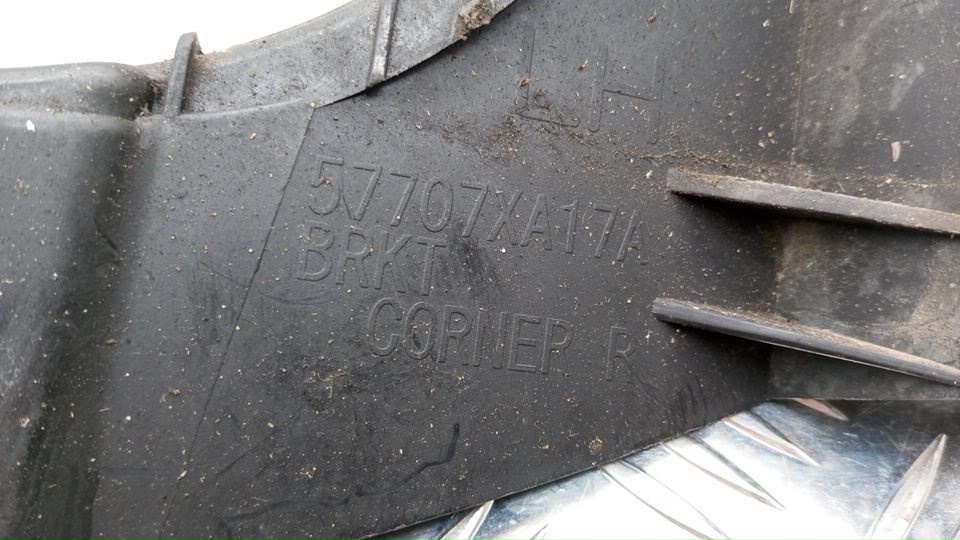 LH
57707XA17A
BRKT
CORNER R